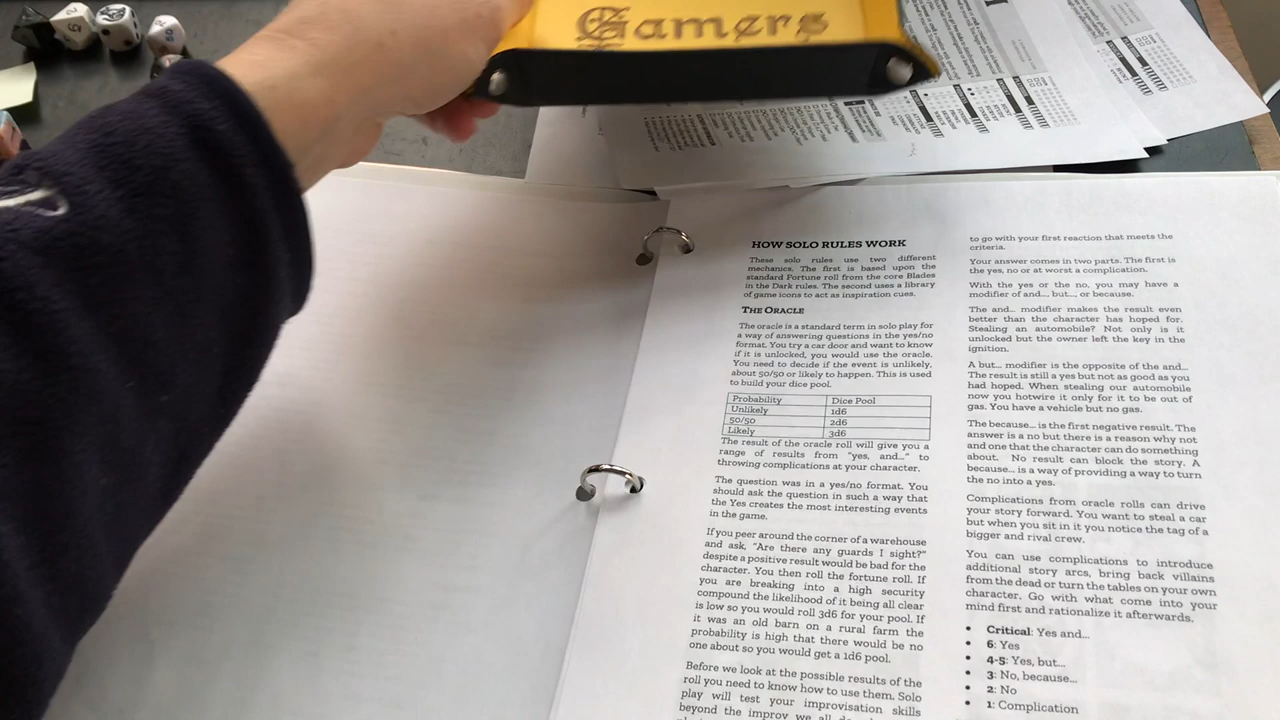 Gamers
HOW SOLO RULES WORK
These solo rules use two different
mechanics. The first is based upon the
standard Fortune roll from the core Blades
in the Dark rules. The second uses a library
of game icons to act as inspiration cues.
THE ORACLE
The oracle is a standard term in solo play for
a way of answering questions in the yes/no
format. You try a car door and want to know
if it is unlocked, you would use the oracle.
You need to decide if the event is unlikely,
about 50/50 or likely to happen. This is used
to build your dice pool.
Probability Dice Pool
Unlikely 1d6
50/50 2d6
Likely 3d6
The result of the oracle roll will give you a
range of results from "yes, and..." to
throwing complications at your character.
The question was in a yes/no format. You
should ask the question in such a way that
the Yes creates the most interesting events
in the game.
If you peer around the corner of a warehouse
and ask, "Are there any guards I sight?"
despite a positive result would be bad for the
character. You then roll the fortune roll. If
you are breaking into a high security
compound the likelihood of it being all clear
is low so you would roll 3d6 for your pool. If
it was an old barn on a rural farm the
probability is high that there would be no
one about so you would get a 1d6 pool.
Before we look at the possible results of the
roll you need to know how to use them. Solo
play will test your improvisation skills
beyond the improv we all do
to go with your first reaction that meets the
criteria.
Your answer comes in two parts. The first is
the yes, no or at worst a complication.
With the yes or the no, you may have a
modifier of and..., but..., or because.
The and... modifier makes the result even
better than the character has hoped for.
Stealing an automobile? Not only is it
unlocked but the owner left the key in the
ignition.
A but... modifier is the opposite of the and...
The result is still a yes but not as good as you
had hoped. When stealing our automobile
now you hotwire it only for it to be out of
gas. You have a vehicle but no gas.
The because... is the first negative result. The
answer is a no but there is a reason why not
and one that the character can do something
about. No result can block the story. A
because... is a way of providing a way to turn
the no into a yes.
Complications from oracle rolls can drive
your story forward. You want to steal a car
but when you sit in it you notice the tag of a
bigger and rival crew.
You can use complications to introduce
additional story arcs, bring back villains
from the dead or turn the tables on your own
character. Go with what come into your
mind first and rationalize it afterwards.
• Critical: Yes and...
• 6: Yes
• 4-5: Yes, but...
• 3: No, because...
• 2: No
• 1: Complication